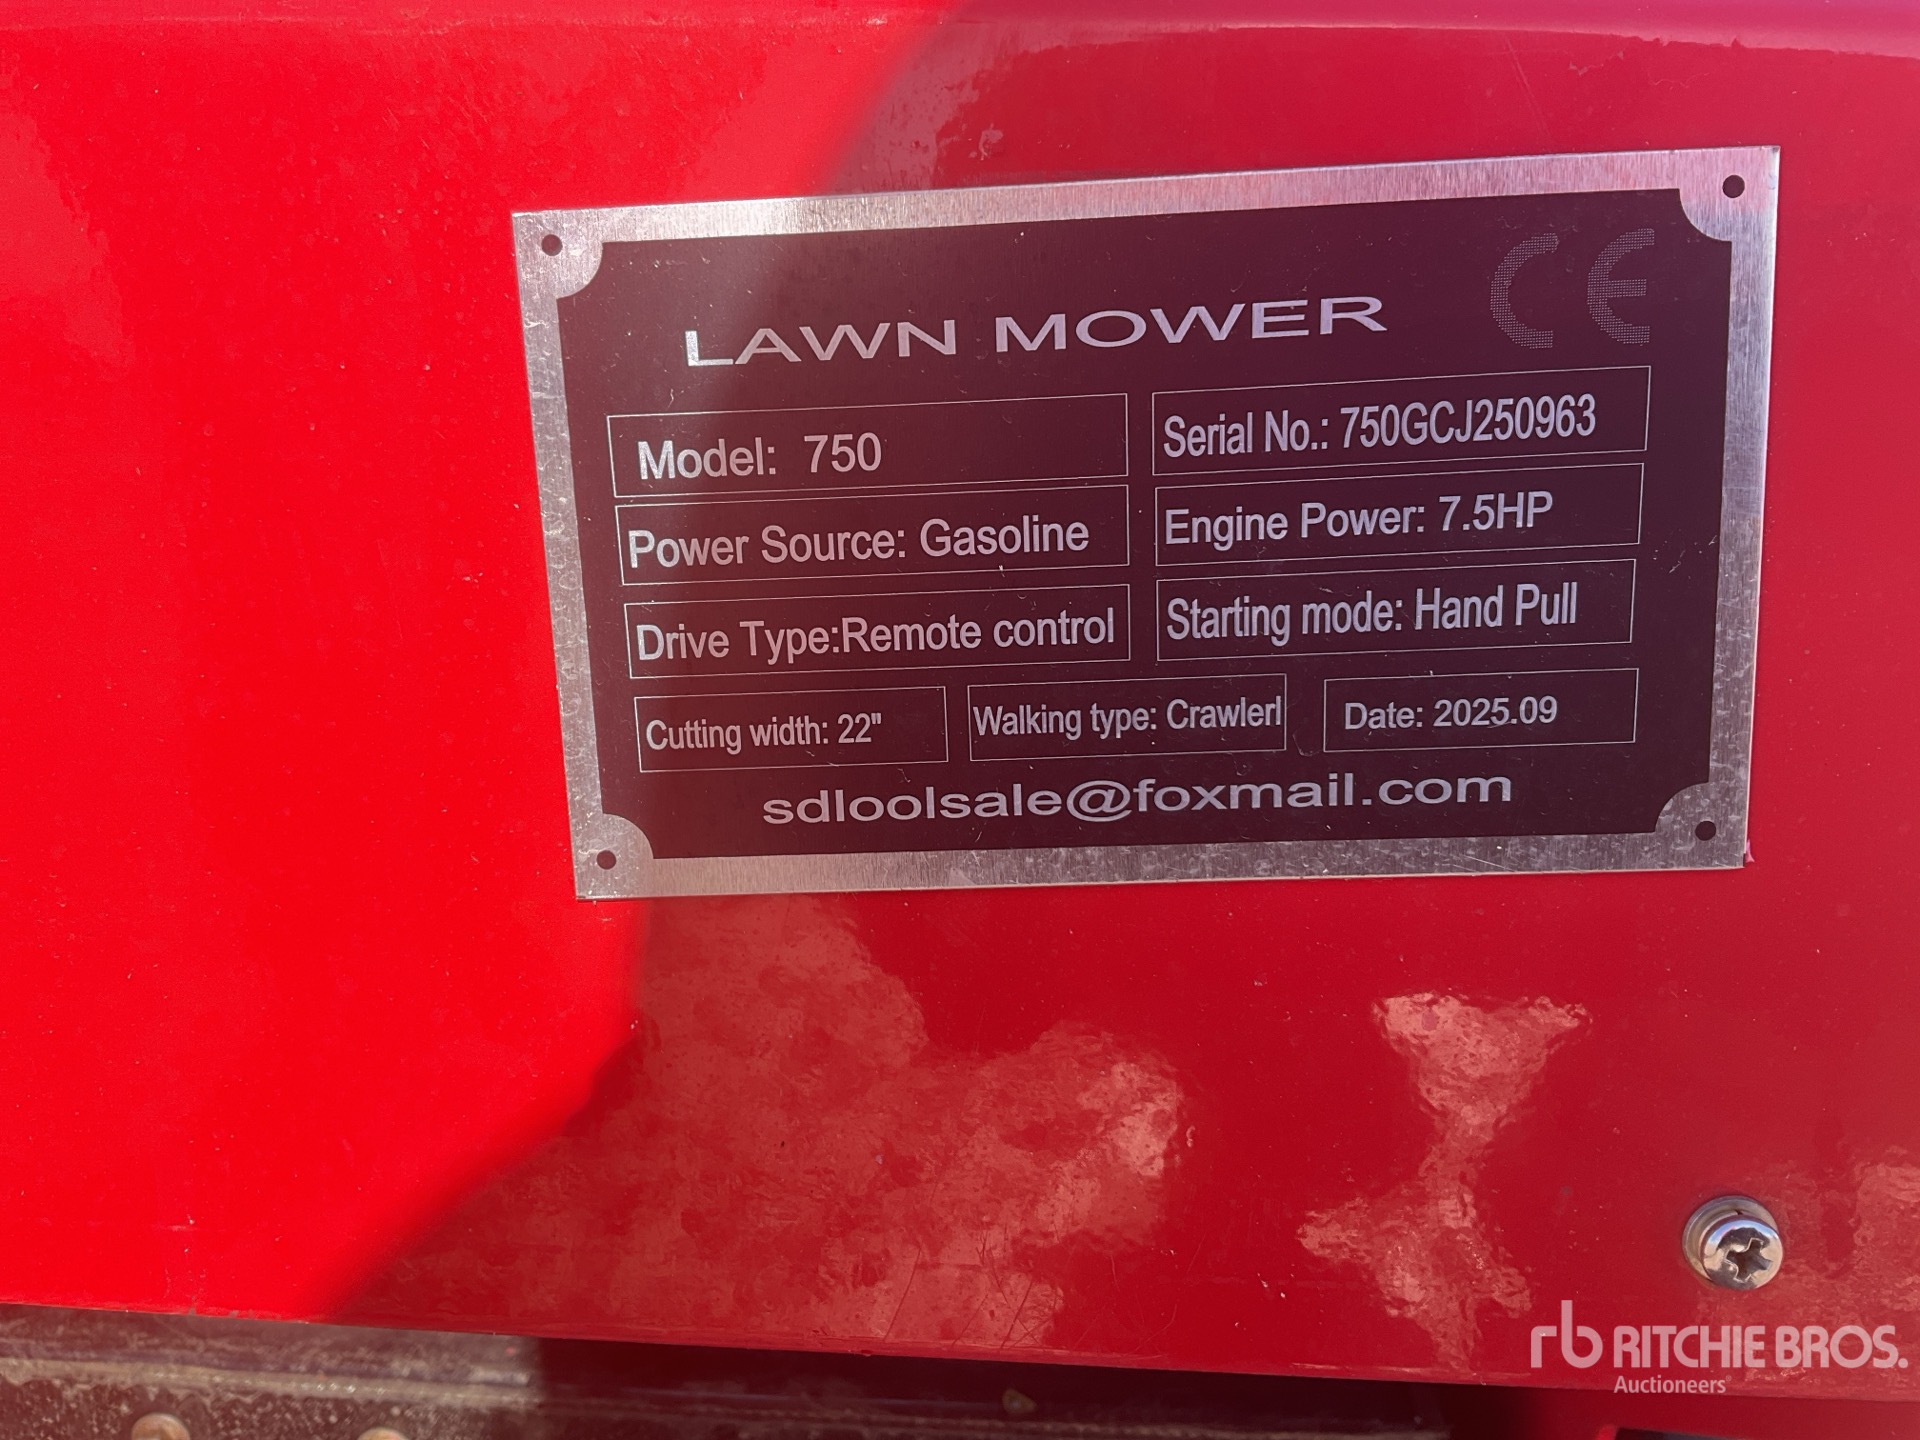 CE
LAWN MOWER
Model: 750
Serial No.: 750GCJ250963
Power Source: Gasoline
Engine Power: 7.5HP
Drive Type:Remote control
Starting mode: Hand Pull
Cutting width: 22"
Walking type: Crawlerl
Date: 2025.09
sdloolsale@foxmail.com
rb RITCHIE BROS.
Auctioneers